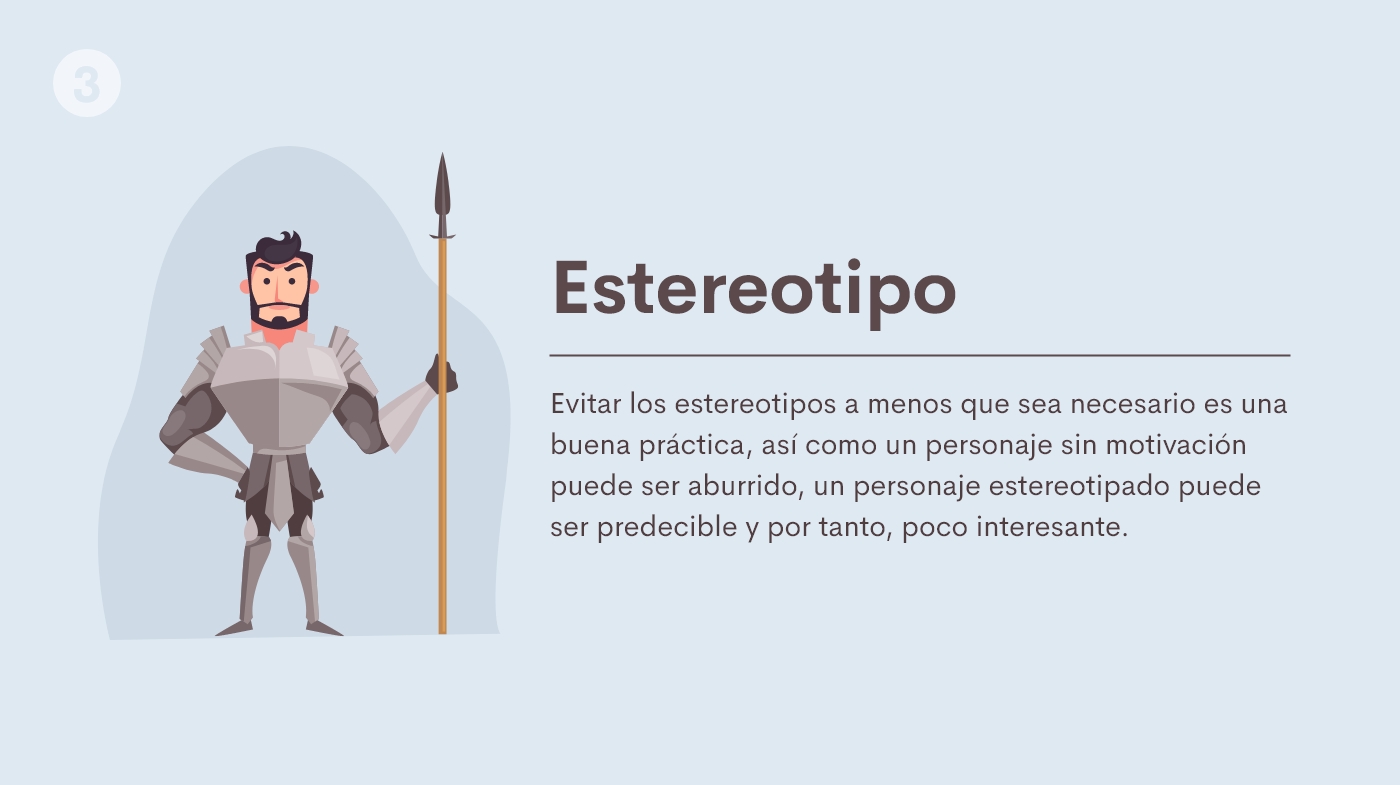 3
Estereotipo
Evitar los estereotipos a menos que sea necesario es una
buena práctica, así como un personaje sin motivación
puede ser aburrido, un personaje estereotipado puede
ser predecible y por tanto, poco interesante.